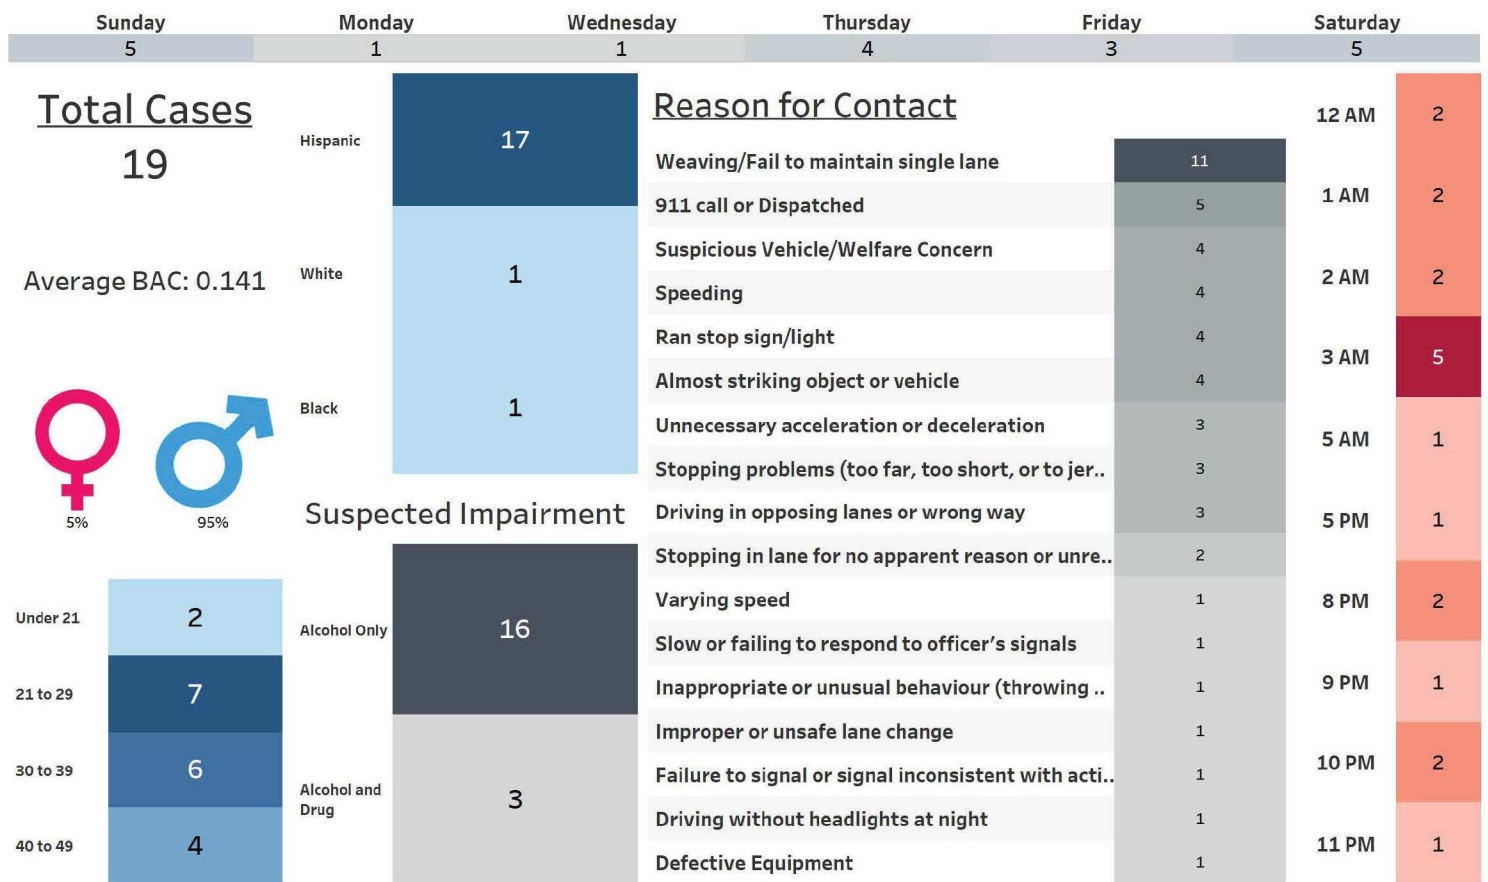 Sunday Monday Wednesday Thursday Friday Saturday
5 1 1 4 3 5
Total Cases
19
Average BAC: 0.141
5% 95%
Under 21 2
21 to 29 7
30 to 39 6
40 to 49 4
Hispanic 17
White 1
Black 1
Suspected Impairment
Alcohol Only 16
Alcohol and
Drug 3
Reason for Contact
Weaving/Fail to maintain single lane 11
911 call or Dispatched 5
Suspicious Vehicle/Welfare Concern 4
Speeding 4
Ran stop sign/light 4
Almost striking object or vehicle 4
Unnecessary acceleration or deceleration 3
Stopping problems (too far, too short, or to jer.. 3
Driving in opposing lanes or wrong way 3
Stopping in lane for no apparent reason or unre.. 2
Varying speed 1
Slow or failing to respond to officer's signals 1
Inappropriate or unusual behaviour (throwing .. 1
Improper or unsafe lane change 1
Failure to signal or signal inconsistent with acti.. 1
Driving without headlights at night 1
Defective Equipment 1
12 AM 2
1 AM 2
2 AM 2
3 AM 5
5 AM 1
5 PM 1
8 PM 2
9 PM 1
10 PM 2
11 PM 1